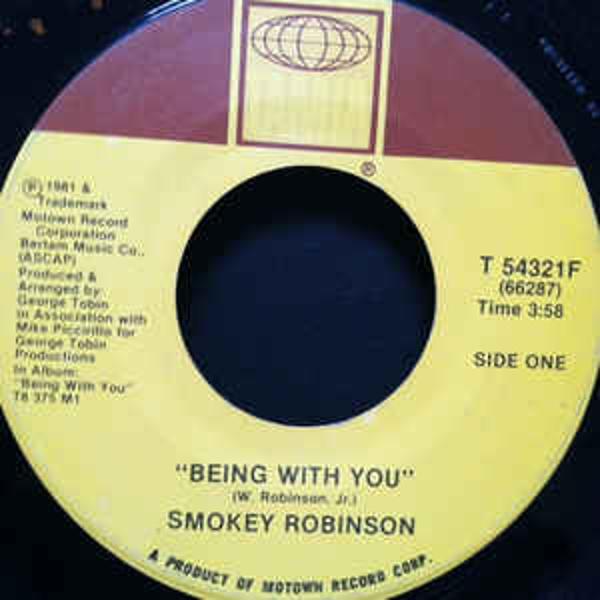 ®
Ⓟ 1981 &
Trademark
Motown Record
Corporation
Bertam Music Co.,
(ASCAP)
Produced &
Arranged by:
George Tobin
in Association with
Mike Piccirillo for
George Tobin
Productions
In Album:
"Being With You"
T8 375 M1
T 54321F
(66287)
Time 3:58
SIDE ONE
"BEING WITH YOU"
(W. Robinson, Jr.)
SMOKEY ROBINSON
A PRODUCT OF MOTOWN RECORD CORP.